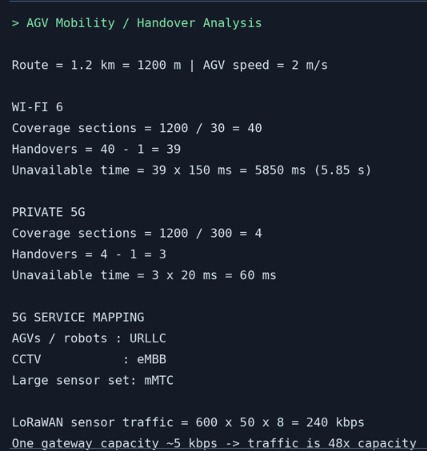 > AGV Mobility / Handover Analysis
Route = 1.2 km = 1200 m | AGV speed = 2 m/s
WI-FI 6
Coverage sections = 1200 / 30 = 40
Handovers = 40 - 1 = 39
Unavailable time = 39 x 150 ms = 5850 ms (5.85 s)
PRIVATE 5G
Coverage sections = 1200 / 300 = 4
Handovers = 4 - 1 = 3
Unavailable time = 3 x 20 ms = 60 ms
5G SERVICE MAPPING
AGVs / robots : URLLC
CCTV          : eMBB
Large sensor set: mMTC
LoRaWAN sensor traffic = 600 x 50 x 8 = 240 kbps
One gateway capacity ~5 kbps -> traffic is 48x capacity